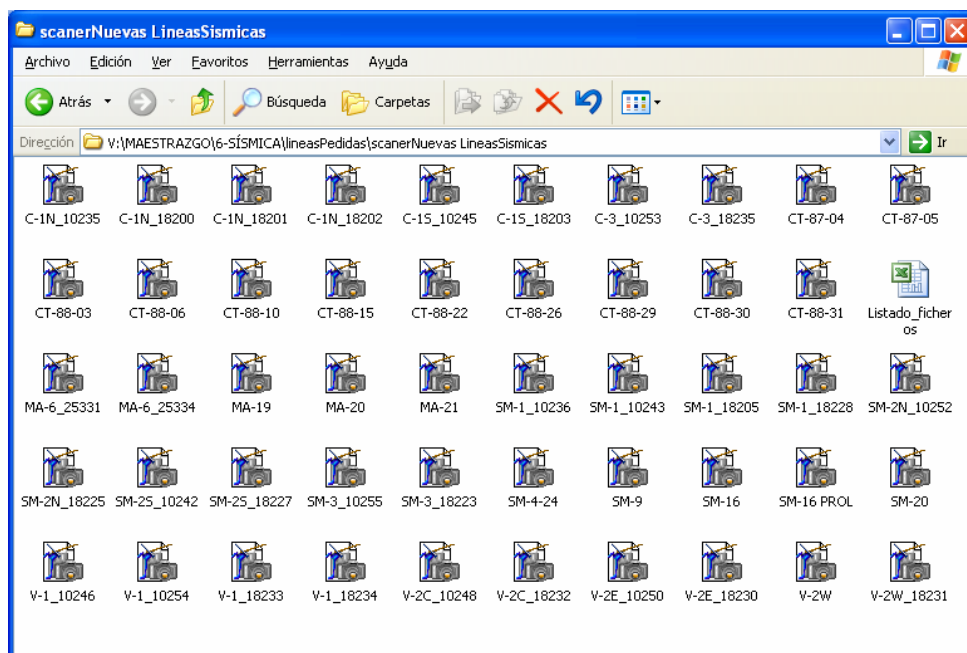 scanerNuevas LineasSismicas
Archivo Edición Ver Favoritos Herramientas Ayuda
Atrás Búsqueda Carpetas
Dirección V:\MAESTRAZGO\6-SÍSMICA\lineasPedidas\scanerNuevas LineasSismicas Ir
C-1N_10235 C-1N_18200 C-1N_18201 C-1N_18202 C-1S_10245 C-1S_18203 C-3_10253 C-3_18235 CT-87-04 CT-87-05
CT-88-03 CT-88-06 CT-88-10 CT-88-15 CT-88-22 CT-88-26 CT-88-29 CT-88-30 CT-88-31 Listado_ficher
os
MA-6_25331 MA-6_25334 MA-19 MA-20 MA-21 SM-1_10236 SM-1_10243 SM-1_18205 SM-1_18228 SM-2N_10252
SM-2N_18225 SM-2S_10242 SM-2S_18227 SM-3_10255 SM-3_18223 SM-4-24 SM-9 SM-16 SM-16 PROL SM-20
V-1_10246 V-1_10254 V-1_18233 V-1_18234 V-2C_10248 V-2C_18232 V-2E_10250 V-2E_18230 V-2W V-2W_18231